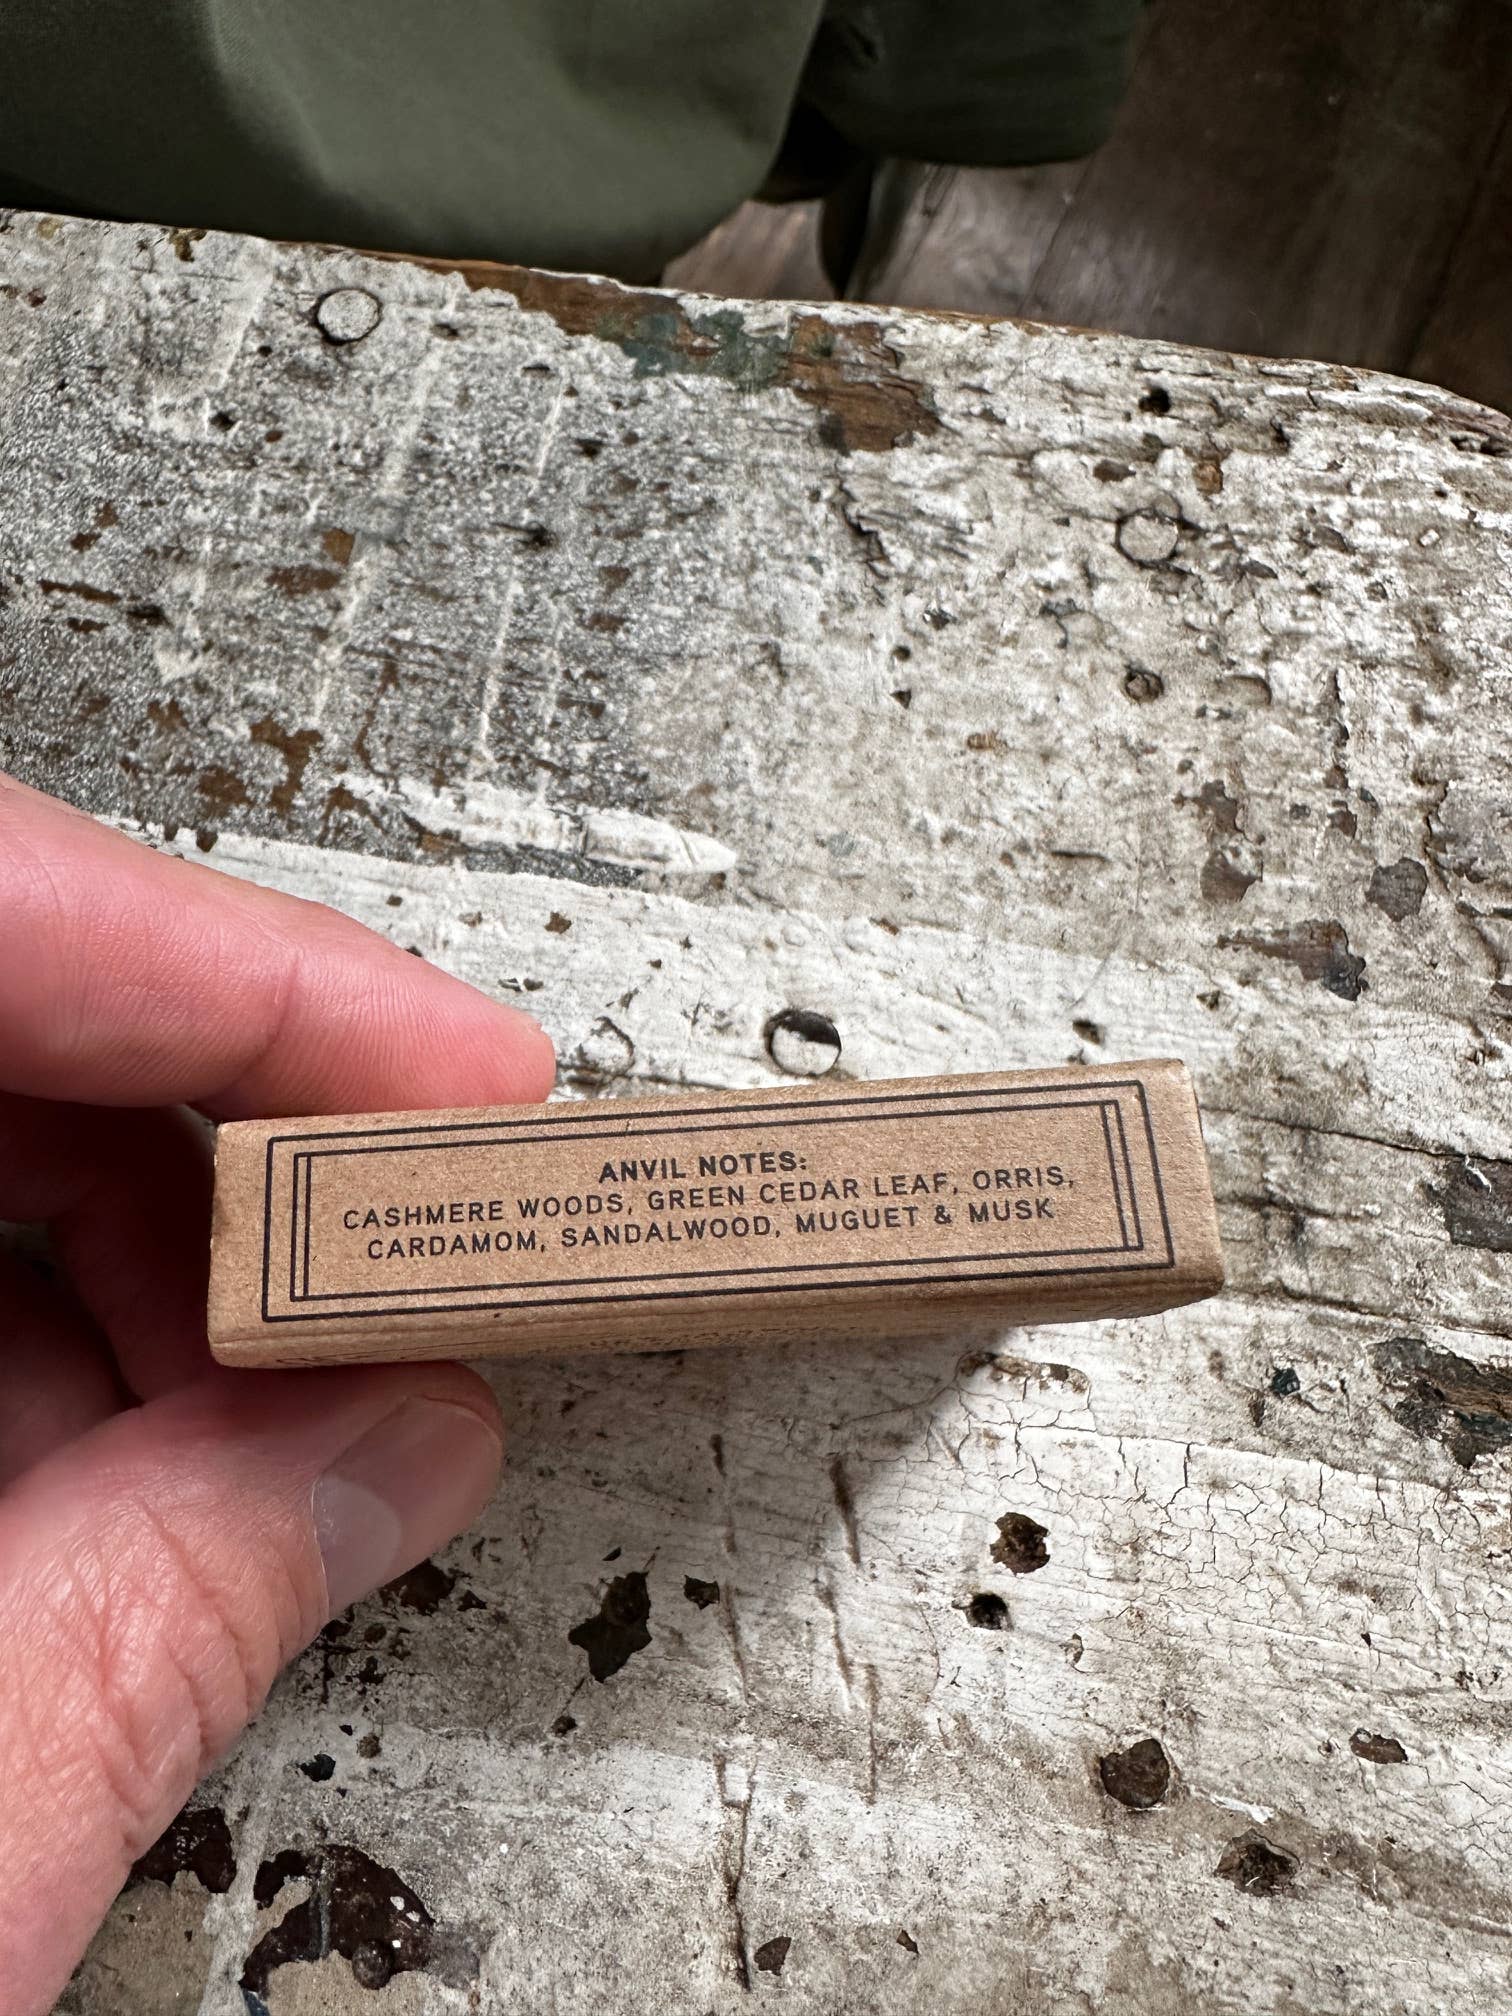 ANVIL NOTES:
CASHMERE WOODS, GREEN CEDAR LEAF, ORRIS,
CARDAMOM, SANDALWOOD, MUGUET & MUSK